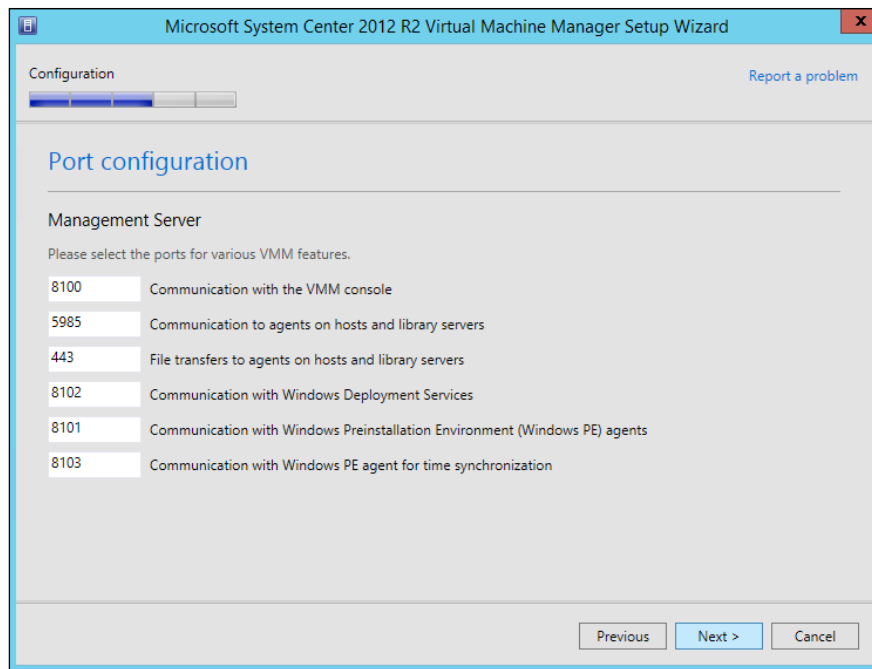 Microsoft System Center 2012 R2 Virtual Machine Manager Setup Wizard
x
Configuration
Report a problem
Port configuration
Management Server
Please select the ports for various VMM features.
8100 Communication with the VMM console
5985 Communication to agents on hosts and library servers
443 File transfers to agents on hosts and library servers
8102 Communication with Windows Deployment Services
8101 Communication with Windows Preinstallation Environment (Windows PE) agents
8103 Communication with Windows PE agent for time synchronization
Previous Next > Cancel